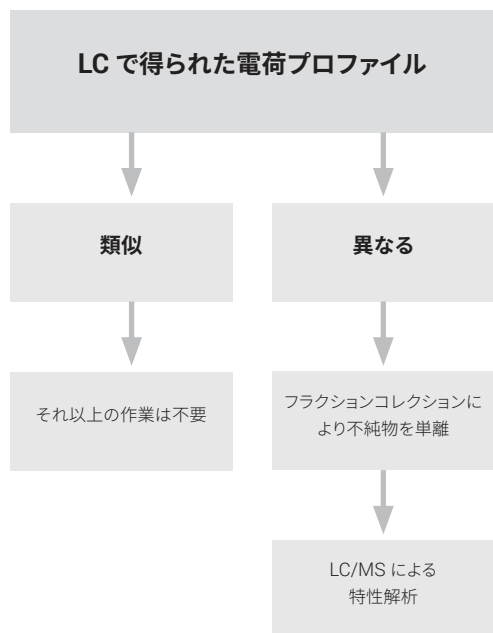 LC で得られた電荷プロファイル
類似
異なる
それ以上の作業は不要
フラクションコレクションに
より不純物を単離
LC/MS による
特性解析